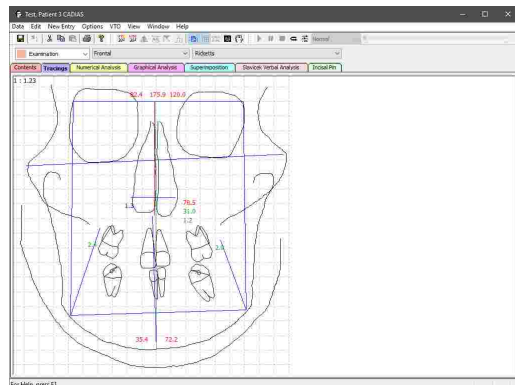 Test, Patient 3 CADIAS
Data Edit New Entry Options VTO View Window Help
Normal...
Examination Frontal Ricketts
Contents Tracings Numerical Analysis Graphical Analysis Superimposition Slavicek Verbal Analysis Incisal Pin
1 : 1.23
82.4 175.9 120.0
76.5
1.3
31.0
1.2
2.4 2.8
35.4 72.2
For Help, press F1